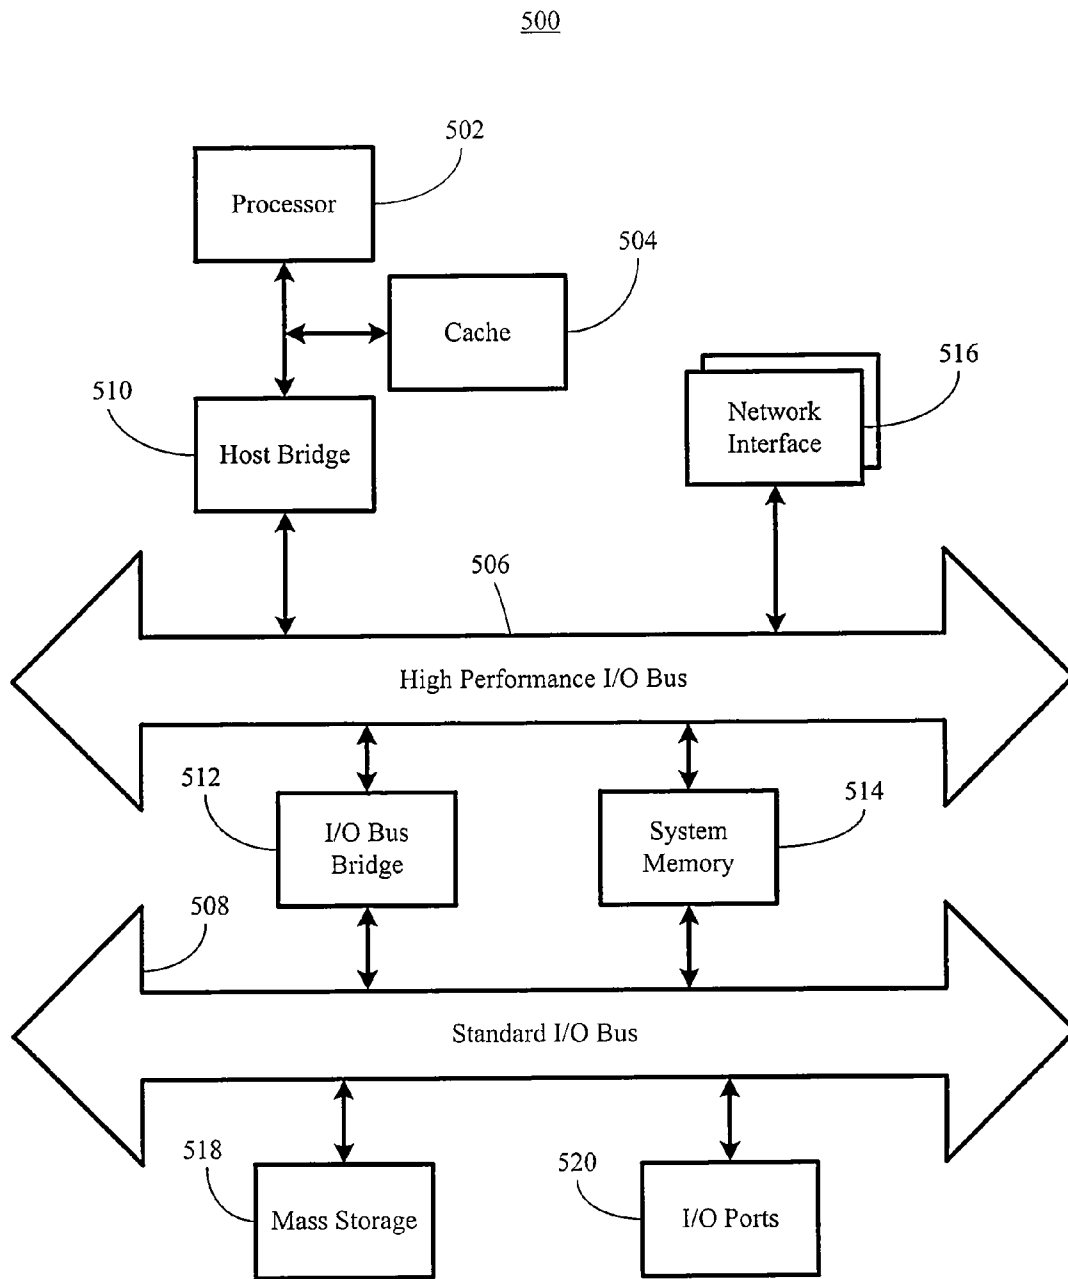 500
502
Processor
504
Cache
516
510
Network
Interface
Host Bridge
506
High Performance I/O Bus
512
514
I/O Bus
Bridge
System
Memory
508
Standard I/O Bus
518
520
Mass Storage
I/O Ports